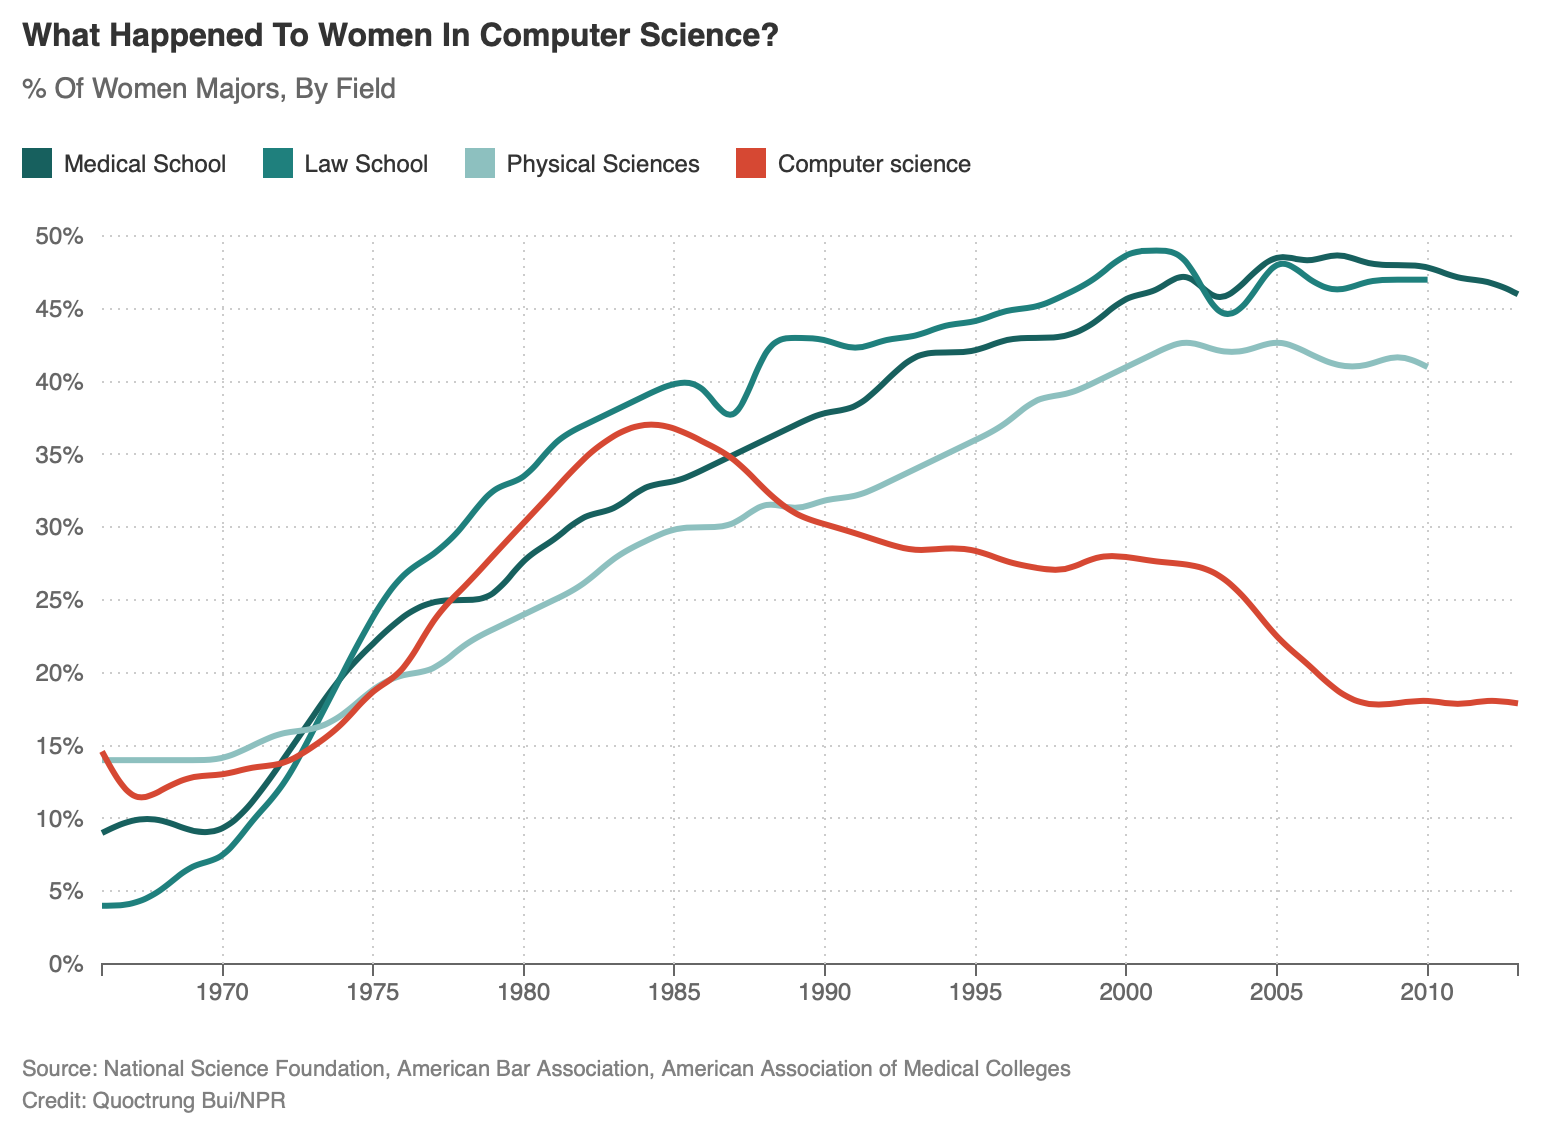 What Happened To Women In Computer Science?
% Of Women Majors, By Field
Medical School Law School Physical Sciences Computer science
50%
45%
40%
35%
30%
25%
20%
15%
10%
5%
0%
1970 1975 1980 1985 1990 1995 2000 2005 2010
Source: National Science Foundation, American Bar Association, American Association of Medical Colleges
Credit: Quoctrung Bui/NPR